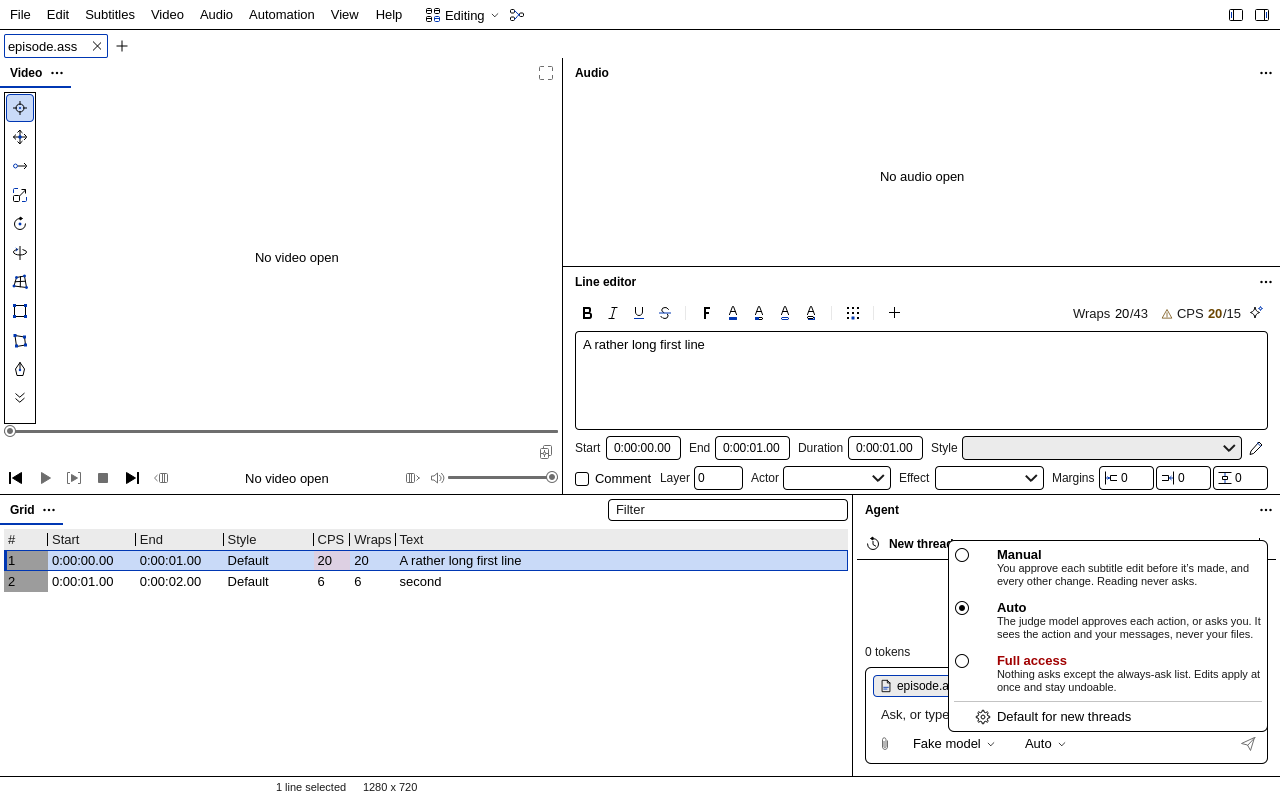 File Edit Subtitles Video Audio Automation View Help Editing
episode.ass
Video
Audio
No audio open
No video open
Line editor
Wraps 20/43 CPS 20/15
A rather long first line
Start 0:00:00.00 End 0:00:01.00 Duration 0:00:01.00 Style
Comment Layer 0 Actor Effect Margins 0 0 0
No video open
Grid
Filter
# Start End Style CPS Wraps Text
1 0:00:00.00 0:00:01.00 Default 20 20 A rather long first line
2 0:00:01.00 0:00:02.00 Default 6 6 second
Agent
New thread
Manual
You approve each subtitle edit before it's made, and
every other change. Reading never asks.
Auto
The judge model approves each action, or asks you. It
sees the action and your messages, never your files.
Full access
Nothing asks except the always-ask list. Edits apply at
once and stay undoable.
Default for new threads
0 tokens
episode.a
Ask, or type
Fake model Auto
1 line selected 1280 x 720